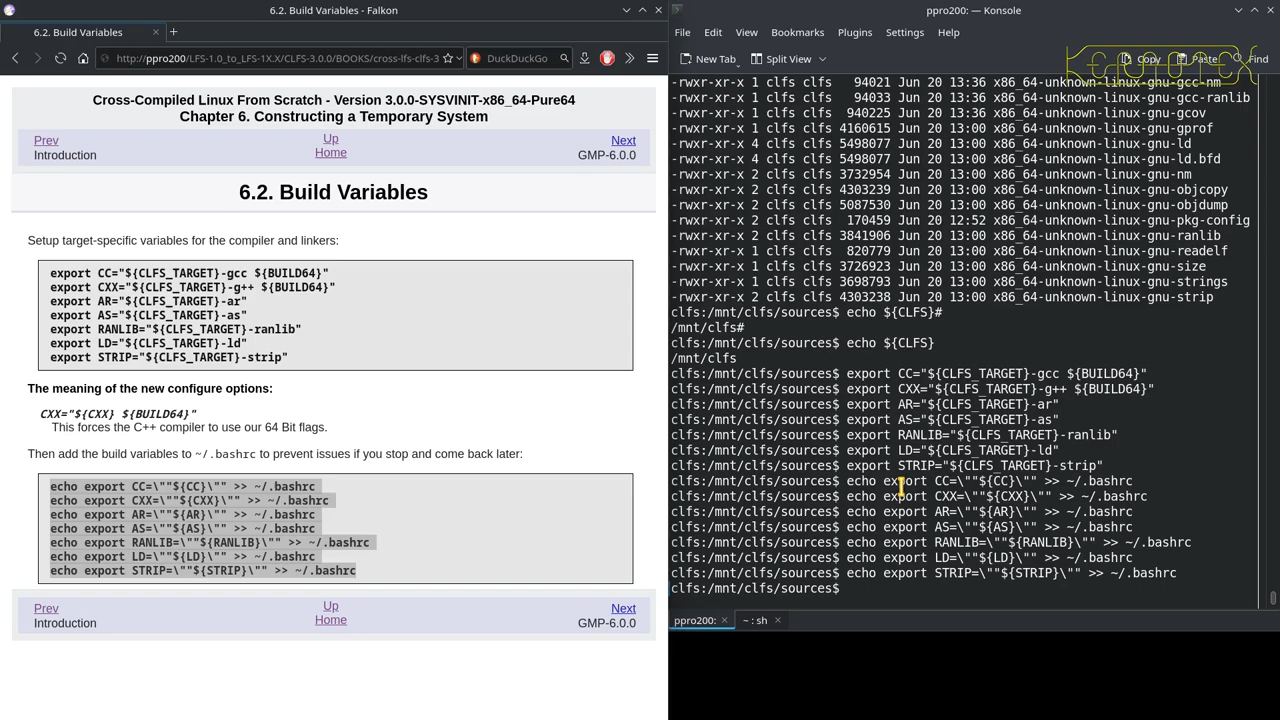 6.2. Build Variables - Falkon
6.2. Build Variables
http://ppro200/LFS-1.0_to_LFS-1X.X/CLFS-3.0.0/BOOKS/cross-lfs-clfs-3
DuckDuckGo
Cross-Compiled Linux From Scratch - Version 3.0.0-SYSVINIT-x86_64-Pure64
Chapter 6. Constructing a Temporary System
Prev
Up
Next
Introduction
Home
GMP-6.0.0
6.2. Build Variables
Setup target-specific variables for the compiler and linkers:
export CC="${CLFS_TARGET}-gcc ${BUILD64}"
export CXX="${CLFS_TARGET}-g++ ${BUILD64}"
export AR="${CLFS_TARGET}-ar"
export AS="${CLFS_TARGET}-as"
export RANLIB="${CLFS_TARGET}-ranlib"
export LD="${CLFS_TARGET}-ld"
export STRIP="${CLFS_TARGET}-strip"
The meaning of the new configure options:
CXX="${CXX} ${BUILD64}"
This forces the C++ compiler to use our 64 Bit flags.
Then add the build variables to ~/.bashrc to prevent issues if you stop and come back later:
echo export CC=\""${CC}\"" >> ~/.bashrc
echo export CXX=\""${CXX}\"" >> ~/.bashrc
echo export AR=\""${AR}\"" >> ~/.bashrc
echo export AS=\""${AS}\"" >> ~/.bashrc
echo export RANLIB=\""${RANLIB}\"" >> ~/.bashrc
echo export LD=\""${LD}\"" >> ~/.bashrc
echo export STRIP=\""${STRIP}\"" >> ~/.bashrc
Prev
Up
Next
Introduction
Home
GMP-6.0.0
ppro200: — Konsole
File Edit View Bookmarks Plugins Settings Help
New Tab Split View Copy Paste Find
-rwxr-xr-x 1 clfs clfs 94021 Jun 20 13:36 x86_64-unknown-linux-gnu-gcc-nm
-rwxr-xr-x 1 clfs clfs 94033 Jun 20 13:36 x86_64-unknown-linux-gnu-gcc-ranlib
-rwxr-xr-x 1 clfs clfs 940225 Jun 20 13:36 x86_64-unknown-linux-gnu-gcov
-rwxr-xr-x 1 clfs clfs 4160615 Jun 20 13:00 x86_64-unknown-linux-gnu-gprof
-rwxr-xr-x 4 clfs clfs 5498077 Jun 20 13:00 x86_64-unknown-linux-gnu-ld
-rwxr-xr-x 4 clfs clfs 5498077 Jun 20 13:00 x86_64-unknown-linux-gnu-ld.bfd
-rwxr-xr-x 2 clfs clfs 3732954 Jun 20 13:00 x86_64-unknown-linux-gnu-nm
-rwxr-xr-x 2 clfs clfs 4303239 Jun 20 13:00 x86_64-unknown-linux-gnu-objcopy
-rwxr-xr-x 2 clfs clfs 5087530 Jun 20 13:00 x86_64-unknown-linux-gnu-objdump
-rwxr-xr-x 2 clfs clfs 170459 Jun 20 12:52 x86_64-unknown-linux-gnu-pkg-config
-rwxr-xr-x 2 clfs clfs 3841906 Jun 20 13:00 x86_64-unknown-linux-gnu-ranlib
-rwxr-xr-x 1 clfs clfs 820779 Jun 20 13:00 x86_64-unknown-linux-gnu-readelf
-rwxr-xr-x 1 clfs clfs 3726923 Jun 20 13:00 x86_64-unknown-linux-gnu-size
-rwxr-xr-x 1 clfs clfs 3698793 Jun 20 13:00 x86_64-unknown-linux-gnu-strings
-rwxr-xr-x 2 clfs clfs 4303238 Jun 20 13:00 x86_64-unknown-linux-gnu-strip
clfs:/mnt/clfs/sources$ echo ${CLFS}#
/mnt/clfs#
clfs:/mnt/clfs/sources$ echo ${CLFS}
/mnt/clfs
clfs:/mnt/clfs/sources$ export CC="${CLFS_TARGET}-gcc ${BUILD64}"
clfs:/mnt/clfs/sources$ export CXX="${CLFS_TARGET}-g++ ${BUILD64}"
clfs:/mnt/clfs/sources$ export AR="${CLFS_TARGET}-ar"
clfs:/mnt/clfs/sources$ export AS="${CLFS_TARGET}-as"
clfs:/mnt/clfs/sources$ export RANLIB="${CLFS_TARGET}-ranlib"
clfs:/mnt/clfs/sources$ export LD="${CLFS_TARGET}-ld"
clfs:/mnt/clfs/sources$ export STRIP="${CLFS_TARGET}-strip"
clfs:/mnt/clfs/sources$ echo export CC=\""${CC}\"" >> ~/.bashrc
clfs:/mnt/clfs/sources$ echo export CXX=\""${CXX}\"" >> ~/.bashrc
clfs:/mnt/clfs/sources$ echo export AR=\""${AR}\"" >> ~/.bashrc
clfs:/mnt/clfs/sources$ echo export AS=\""${AS}\"" >> ~/.bashrc
clfs:/mnt/clfs/sources$ echo export RANLIB=\""${RANLIB}\"" >> ~/.bashrc
clfs:/mnt/clfs/sources$ echo export LD=\""${LD}\"" >> ~/.bashrc
clfs:/mnt/clfs/sources$ echo export STRIP=\""${STRIP}\"" >> ~/.bashrc
clfs:/mnt/clfs/sources$
ppro200: ~ : sh